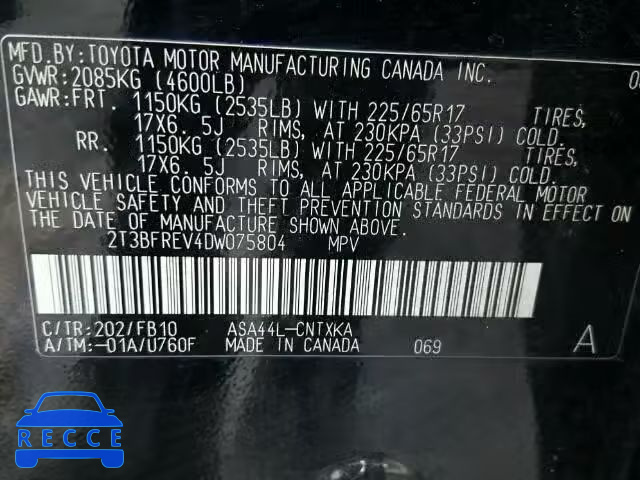 MFD.BY:TOYOTA MOTOR MANUFACTURING CANADA INC.
GVWR:2085KG (4600LB)
GAWR:FRT. 1150KG (2535LB) WITH 225/65R17 TIRES,
17X6.5J RIMS, AT 230KPA (33PSI) COLD.
RR. 1150KG (2535LB) WITH 225/65R17 TIRES,
17X6.5J RIMS, AT 230KPA (33PSI) COLD.
THIS VEHICLE CONFORMS TO ALL APPLICABLE FEDERAL MOTOR
VEHICLE SAFETY AND THEFT PREVENTION STANDARDS IN EFFECT ON
THE DATE OF MANUFACTURE SHOWN ABOVE.
2T3BFREV4DW075804 MPV
C/TR:202/FB10 ASA44L-CNTXKA
A/TM:-01A/U760F MADE IN CANADA 069 A
BIDFAX